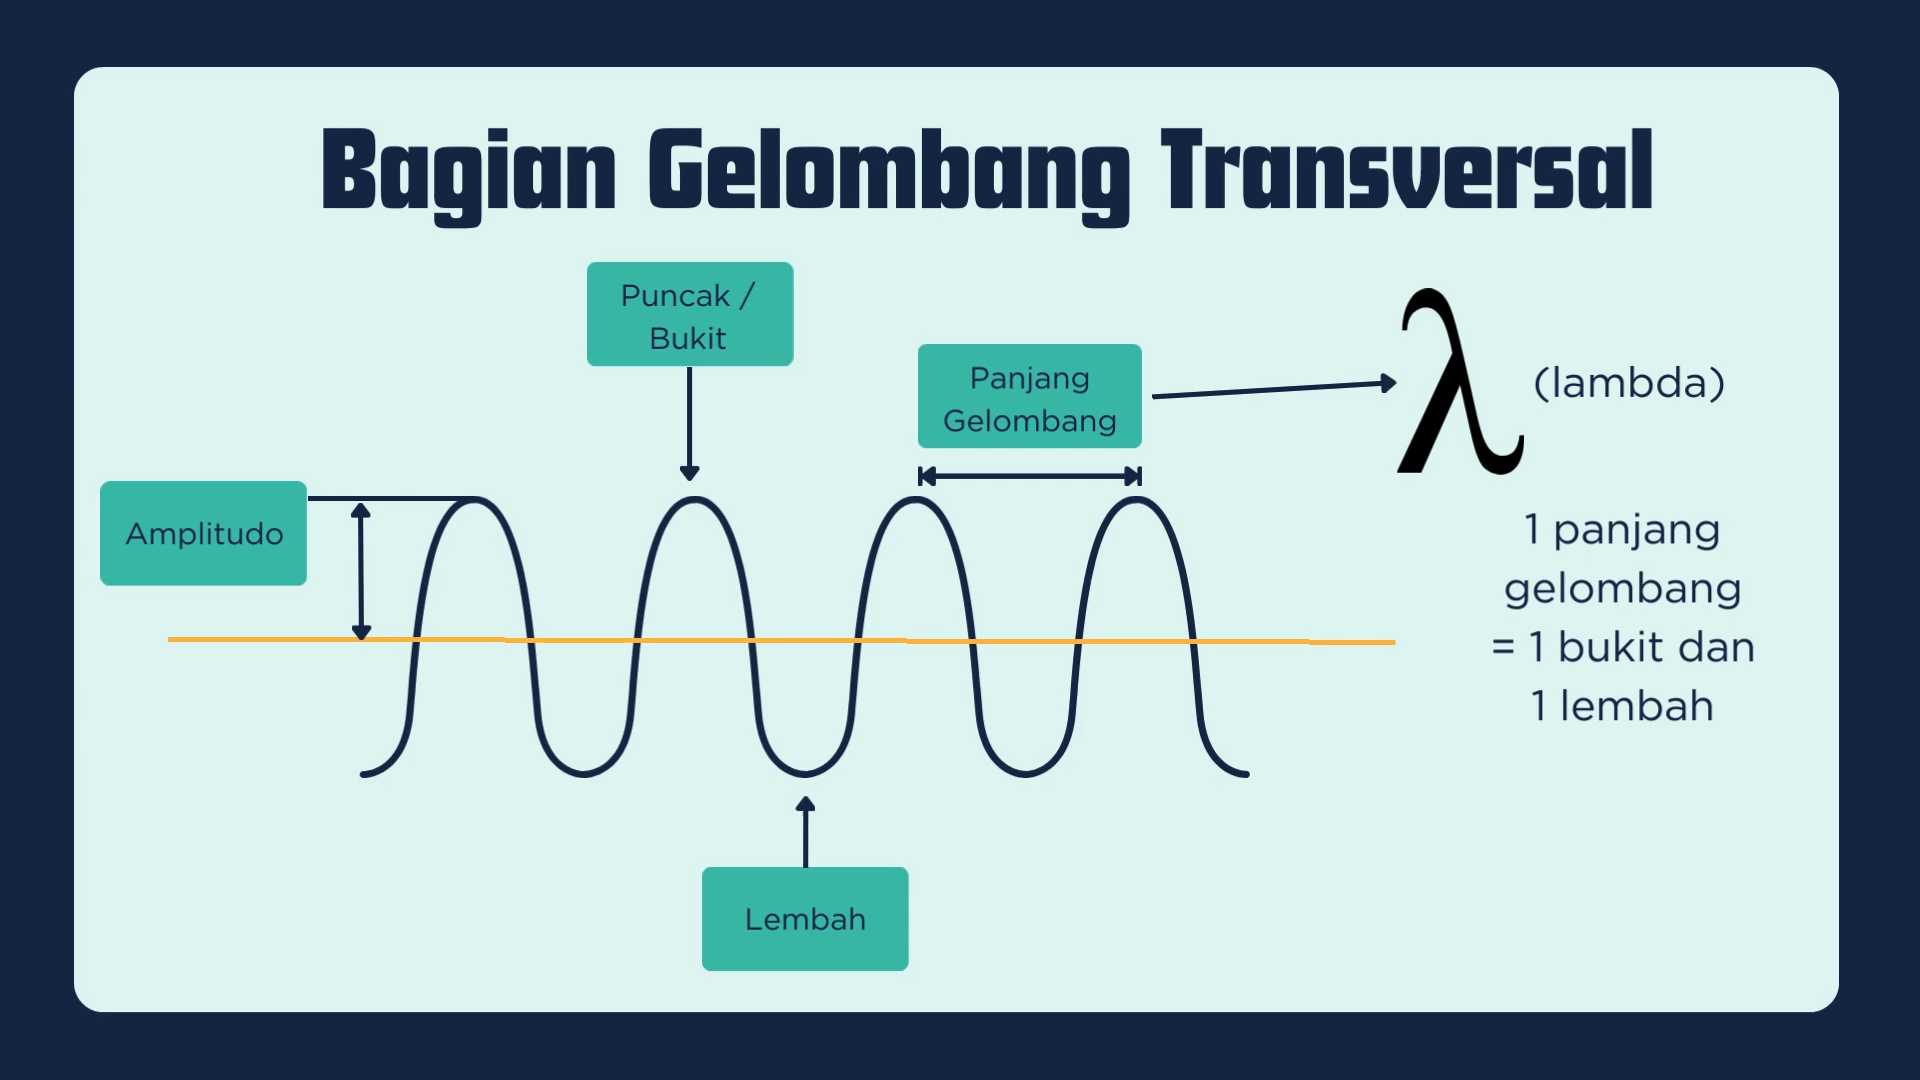 Bagian Gelombang Transversal
Puncak /
Bukit
Panjang
Gelombang
λ (lambda)
Amplitudo
1 panjang
gelombang
= 1 bukit dan
1 lembah
Lembah